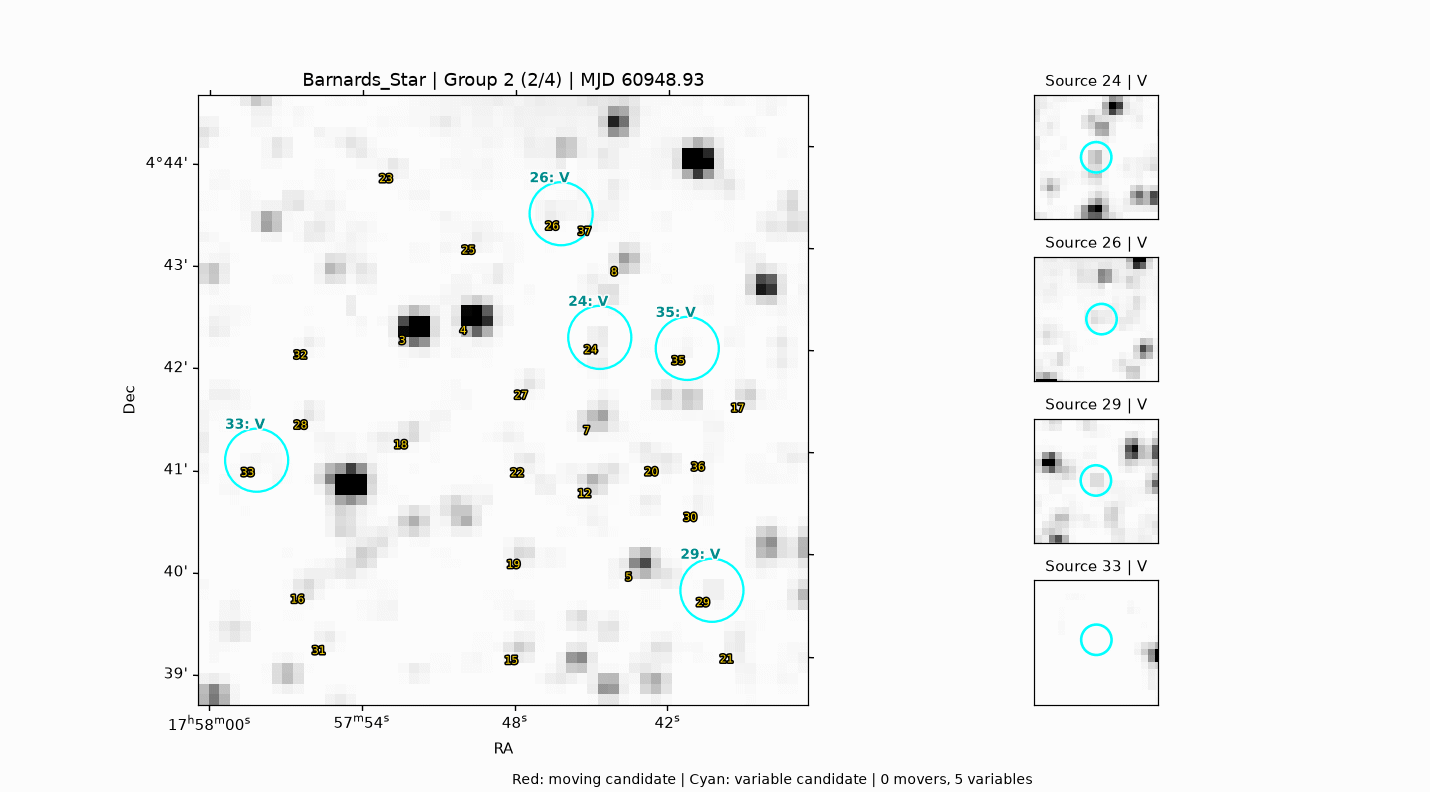 Barnards_Star | Group 2 (2/4) | MJD 60948.93
Source 24 | V
4°44'
23
26: V
26
37
25
43'
8
Source 26 | V
24: V
35: V
4
3
24
35
32
42'
27
17
Dec
Source 29 | V
33: V
28
7
18
33
41'
22
20
36
12
30
29: V
Source 33 | V
40'
19
5
16
29
31
15
21
39'
17ʰ58ᵐ00ˢ
57ᵐ54ˢ
48ˢ
42ˢ
RA
Red: moving candidate | Cyan: variable candidate | 0 movers, 5 variables